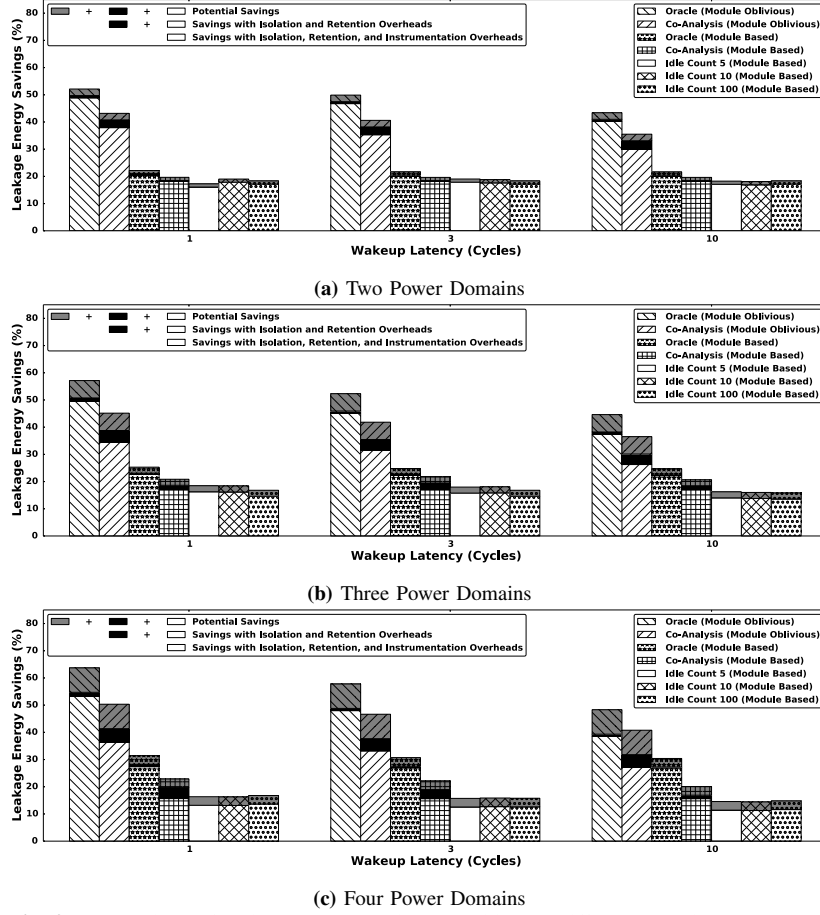 80
70
60
50
40
30
20
10
0
Leakage Energy Savings (%)
+ + Potential Savings
+ Savings with Isolation and Retention Overheads
Savings with Isolation, Retention, and Instrumentation Overheads
Oracle (Module Oblivious)
Co-Analysis (Module Oblivious)
Oracle (Module Based)
Co-Analysis (Module Based)
Idle Count 5 (Module Based)
Idle Count 10 (Module Based)
Idle Count 100 (Module Based)
1 3 10
Wakeup Latency (Cycles)
(a) Two Power Domains
80
70
60
50
40
30
20
10
0
Leakage Energy Savings (%)
+ + Potential Savings
+ Savings with Isolation and Retention Overheads
Savings with Isolation, Retention, and Instrumentation Overheads
Oracle (Module Oblivious)
Co-Analysis (Module Oblivious)
Oracle (Module Based)
Co-Analysis (Module Based)
Idle Count 5 (Module Based)
Idle Count 10 (Module Based)
Idle Count 100 (Module Based)
1 3 10
Wakeup Latency (Cycles)
(b) Three Power Domains
80
70
60
50
40
30
20
10
0
Leakage Energy Savings (%)
+ + Potential Savings
+ Savings with Isolation and Retention Overheads
Savings with Isolation, Retention, and Instrumentation Overheads
Oracle (Module Oblivious)
Co-Analysis (Module Oblivious)
Oracle (Module Based)
Co-Analysis (Module Based)
Idle Count 5 (Module Based)
Idle Count 10 (Module Based)
Idle Count 100 (Module Based)
1 3 10
Wakeup Latency (Cycles)
(c) Four Power Domains